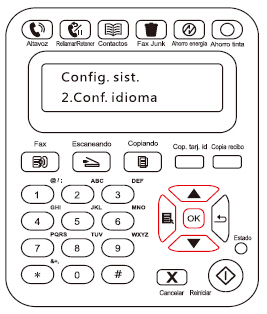 Altavoz Rellamar/Retener Contactos Fax Junk Ahorro energía Ahorro tinta
Config. sist.
2.Conf. idioma
Fax Escaneando Copiando Cop. tarj. id Copia recibo
@/: ABC DEF
1 2 3
GHI JKL MNO
4 5 6
OK
PQRS TUV WXYZ
7 8 9
Estado
&+,
* 0 #
X
Cancelar Reiniciar